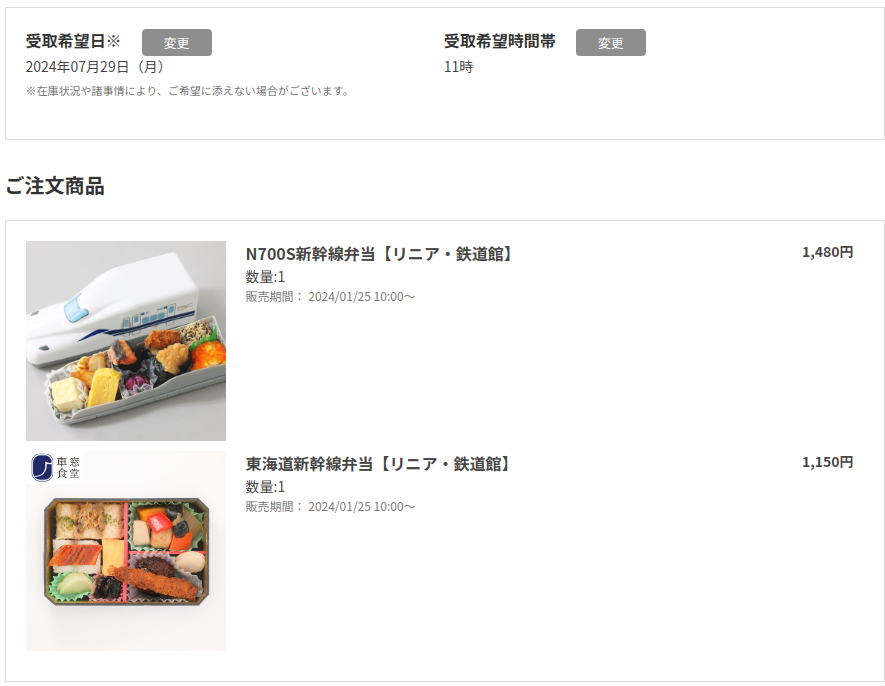 受取希望日※ 変更
2024年07月29日（月）
※在庫状況や諸事情により、ご希望に添えない場合がございます。
受取希望時間帯 変更
11時
ご注文商品
N700S新幹線弁当【リニア・鉄道館】
1,480円
数量:1
販売期間： 2024/01/25 10:00～
車窓
食堂
東海道新幹線弁当【リニア・鉄道館】
1,150円
数量:1
販売期間： 2024/01/25 10:00～